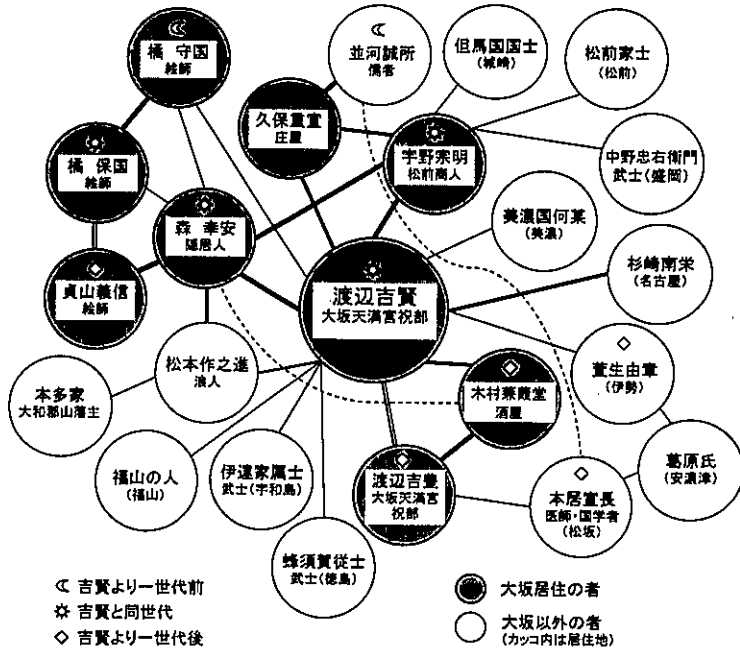 橘 守国
絵師
並河誠所
儒者
但馬国国士
(城崎)
松前家士
(松前)
久保重宜
庄屋
宇野宗明
松前商人
中野忠右衛門
武士(盛岡)
橘 保国
絵師
森 幸安
隠居人
美濃国何某
(美濃)
杉崎南栄
(名古屋)
貞山義信
絵師
渡辺吉賢
大坂天満宮祝部
松本作之進
浪人
萱生由章
(伊勢)
本多家
大和郡山藩主
木村蒹葭堂
酒屋
福山の人
(福山)
伊達家属士
武士(宇和島)
渡辺吉豊
大坂天満宮
祝部
本居宣長
医師・国学者
(松坂)
葛原氏
(安濃津)
蜂須賀従士
武士(徳島)
吉賢より一世代前
吉賢と同世代
吉賢より一世代後
大坂居住の者
大坂以外の者
(カッコ内は居住地)